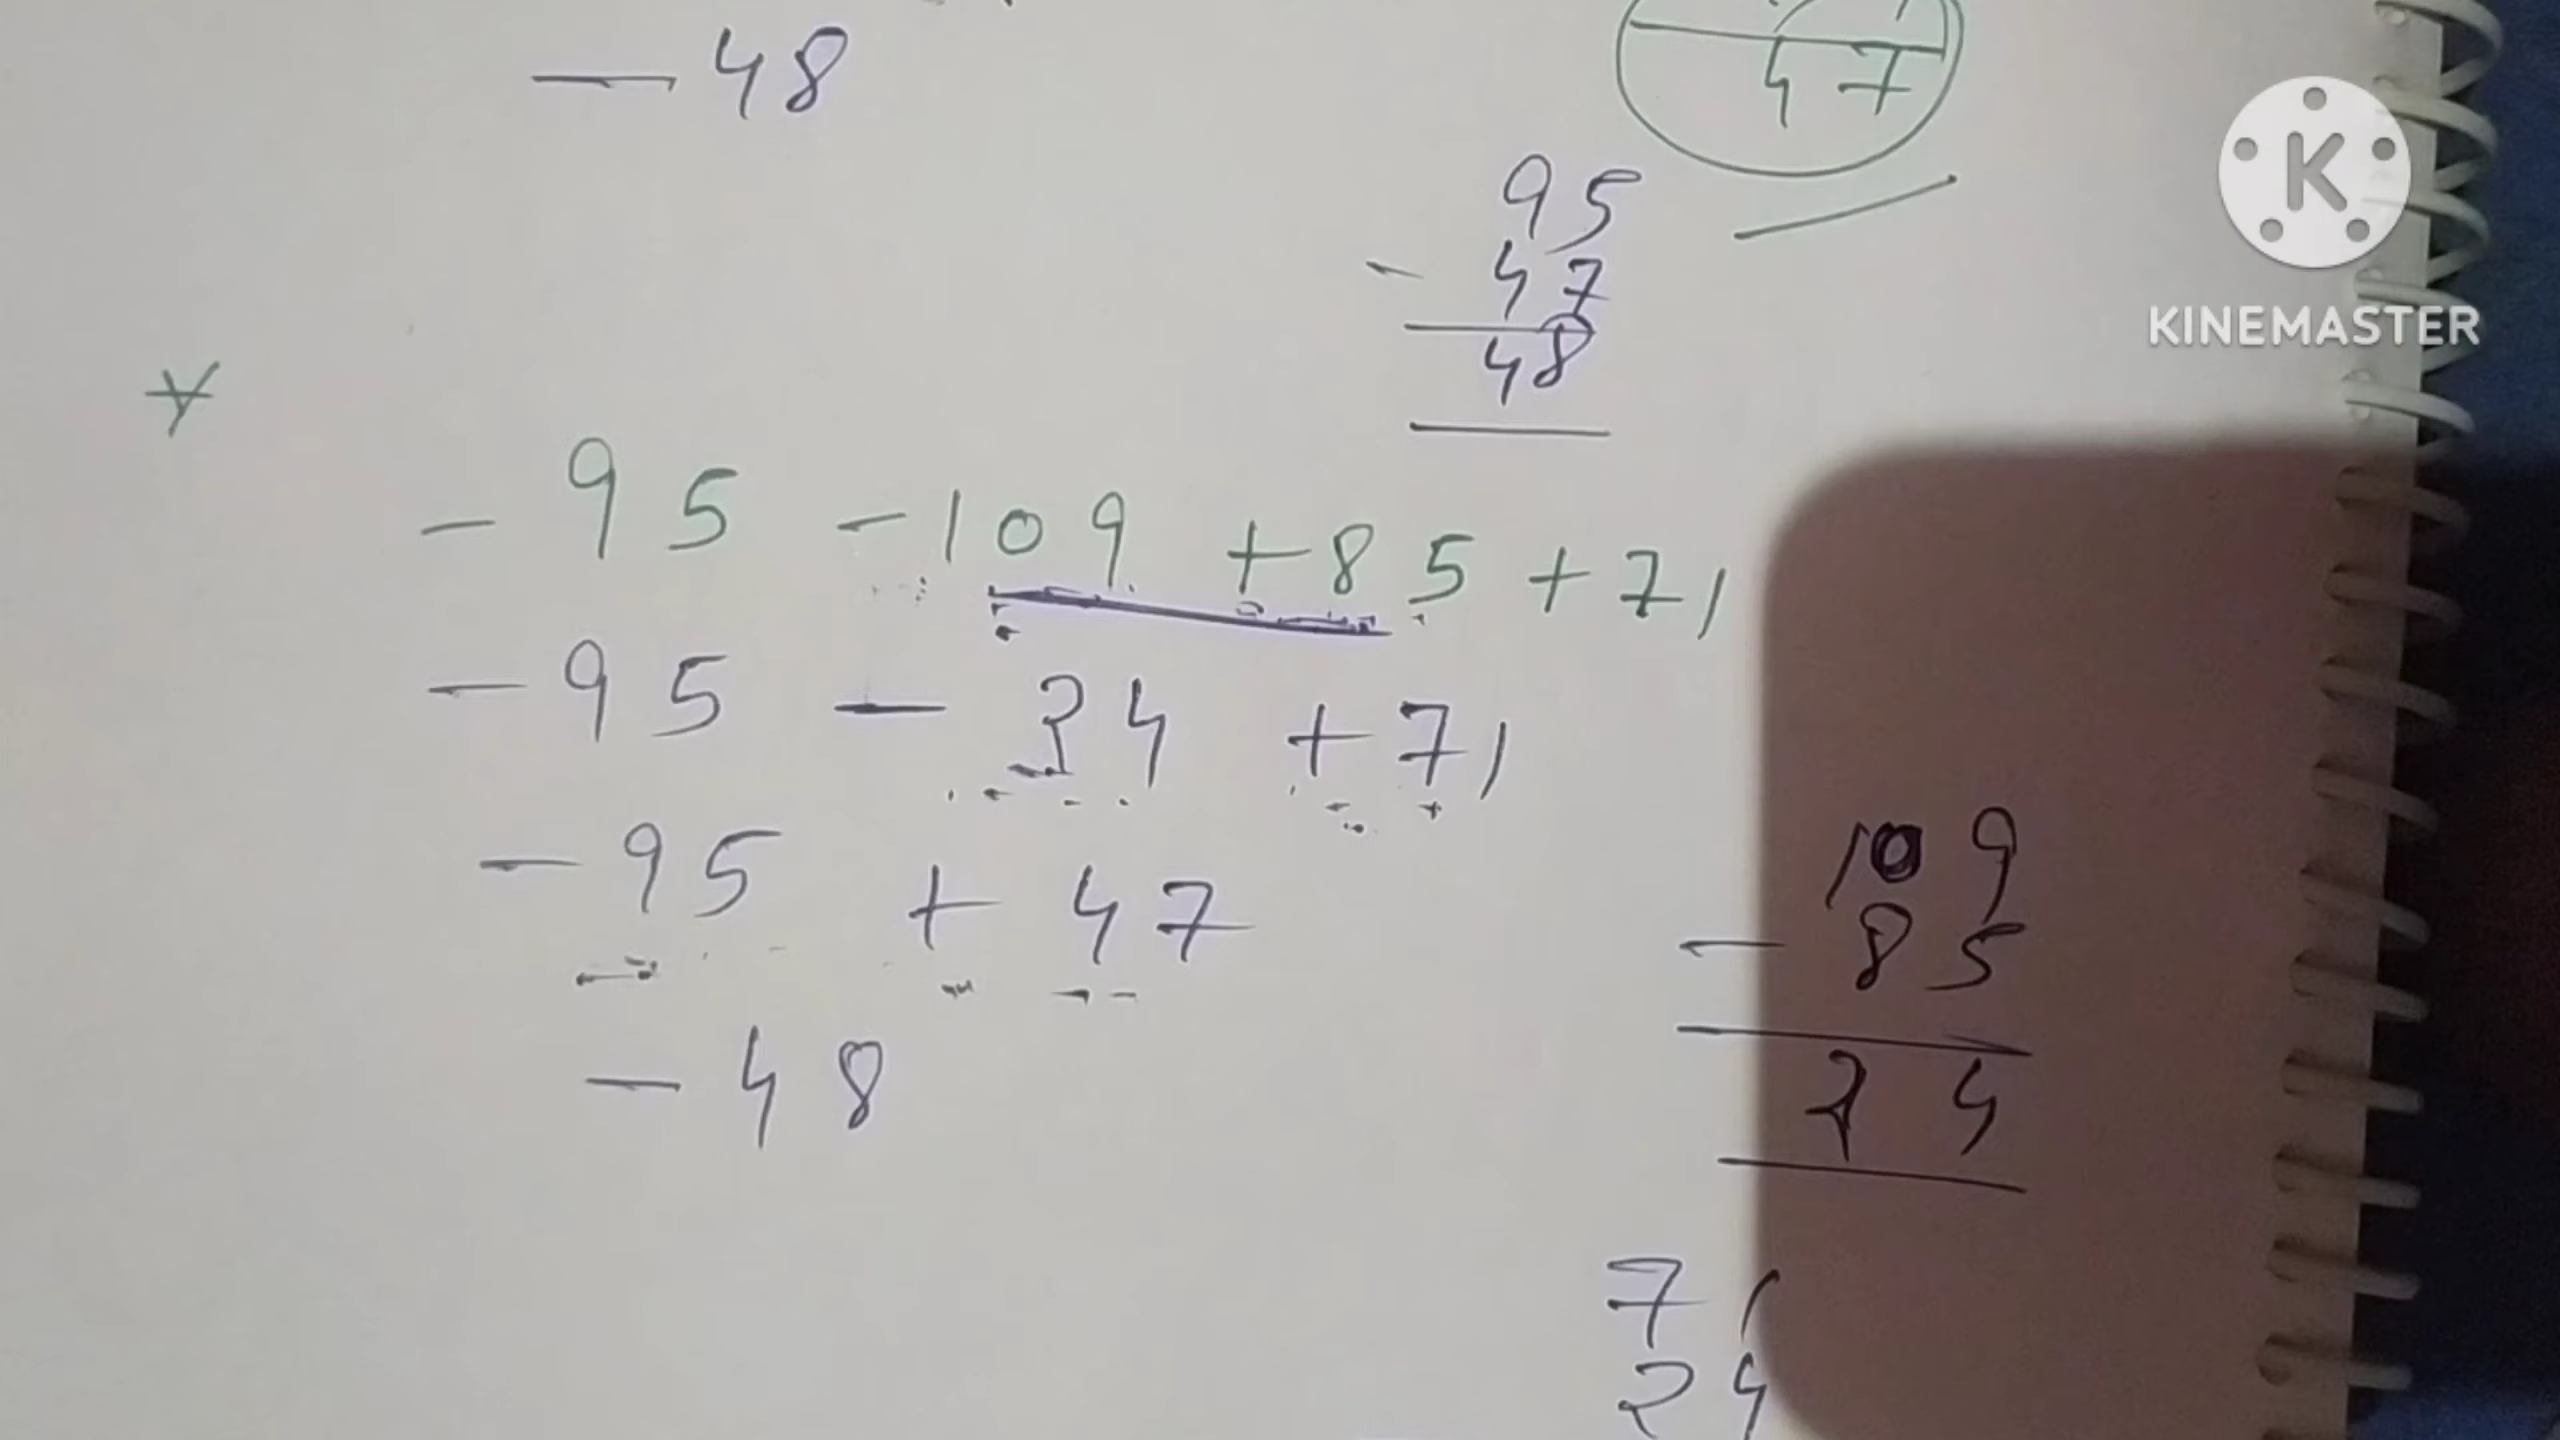 — 48
47
95
- 47
48
- 95 - 109 + 85 + 71
- 95 - 34 + 71
- 95 + 47
- 48
109
- 85
24
71
24
KINEMASTER